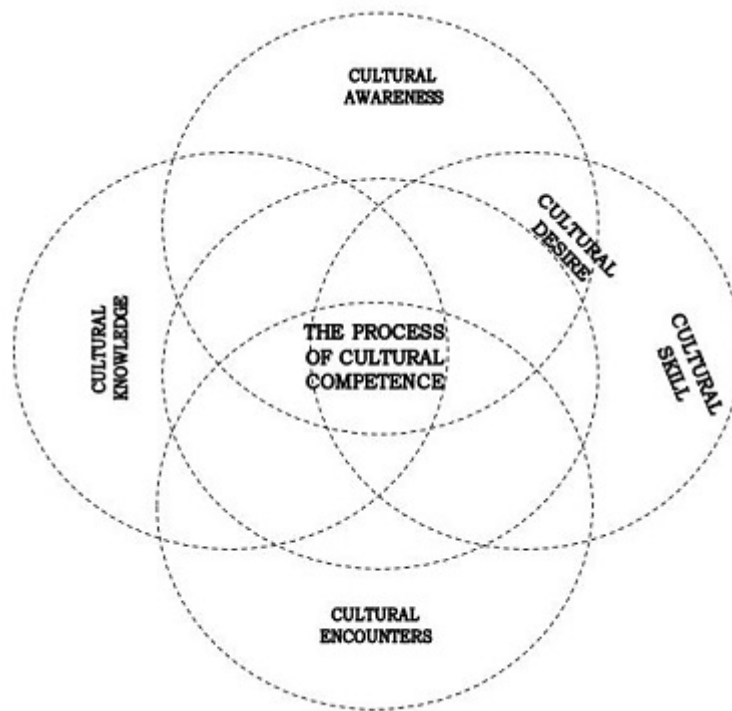 CULTURAL
AWARENESS
CULTURAL
DESIRE
CULTURAL
KNOWLEDGE
THE PROCESS
OF CULTURAL
COMPETENCE
CULTURAL
SKILL
CULTURAL
ENCOUNTERS